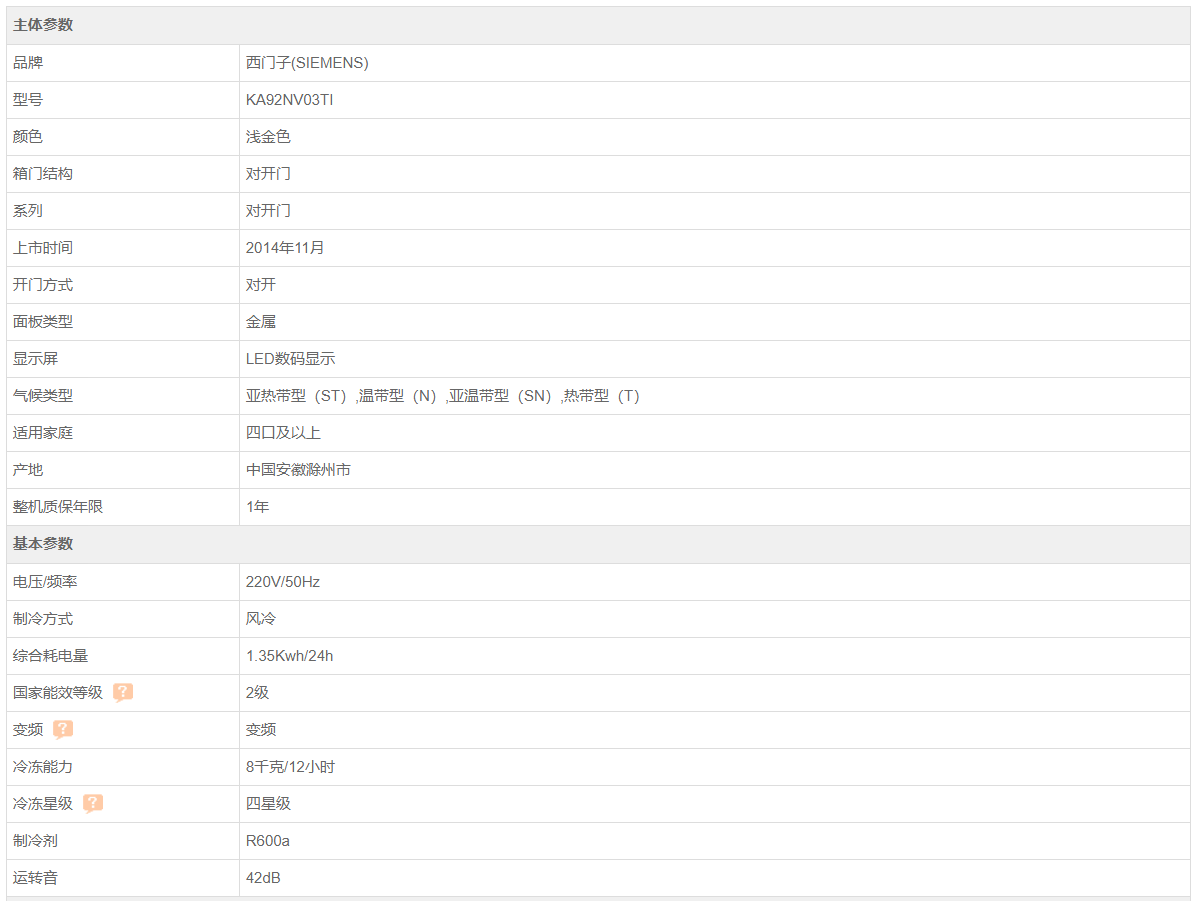 主体参数
品牌 西门子(SIEMENS)
型号 KA92NV03TI
颜色 浅金色
箱门结构 对开门
系列 对开门
上市时间 2014年11月
开门方式 对开
面板类型 金属
显示屏 LED数码显示
气候类型 亚热带型（ST）,温带型（N）,亚温带型（SN）,热带型（T）
适用家庭 四口及以上
产地 中国安徽滁州市
整机质保年限 1年
基本参数
电压/频率 220V/50Hz
制冷方式 风冷
综合耗电量 1.35Kwh/24h
国家能效等级 ? 2级
变频 ? 变频
冷冻能力 8千克/12小时
冷冻星级 ? 四星级
制冷剂 R600a
运转音 42dB